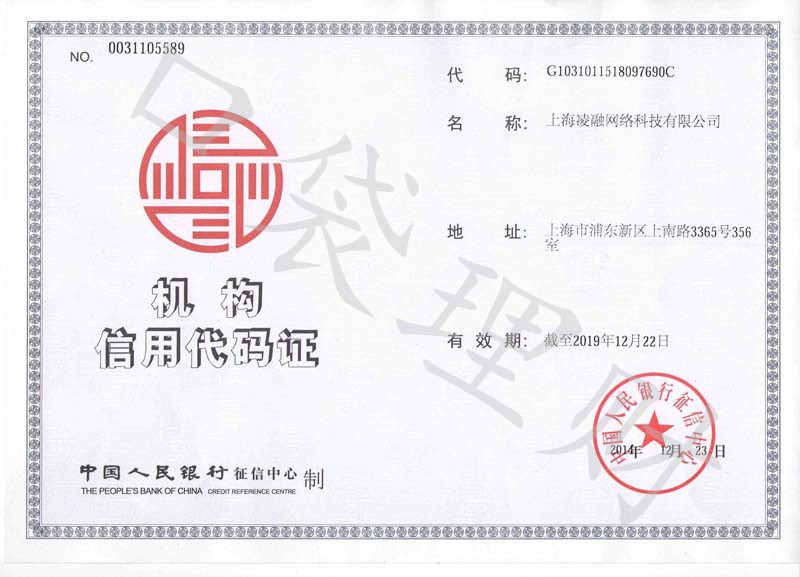 NO. 0031105589
机构
信用代码证
中国人民银行征信中心 制
THE PEOPLE'S BANK OF CHINA CREDIT REFERENCE CENTRE
代 码: G1031011518097690C
名 称: 上海凌融网络科技有限公司
地 址: 上海市浦东新区上南路3365号356
室
有效期: 截至2019年12月22日
中国人民银行征信中心
2014年 12月 23日
口袋理财